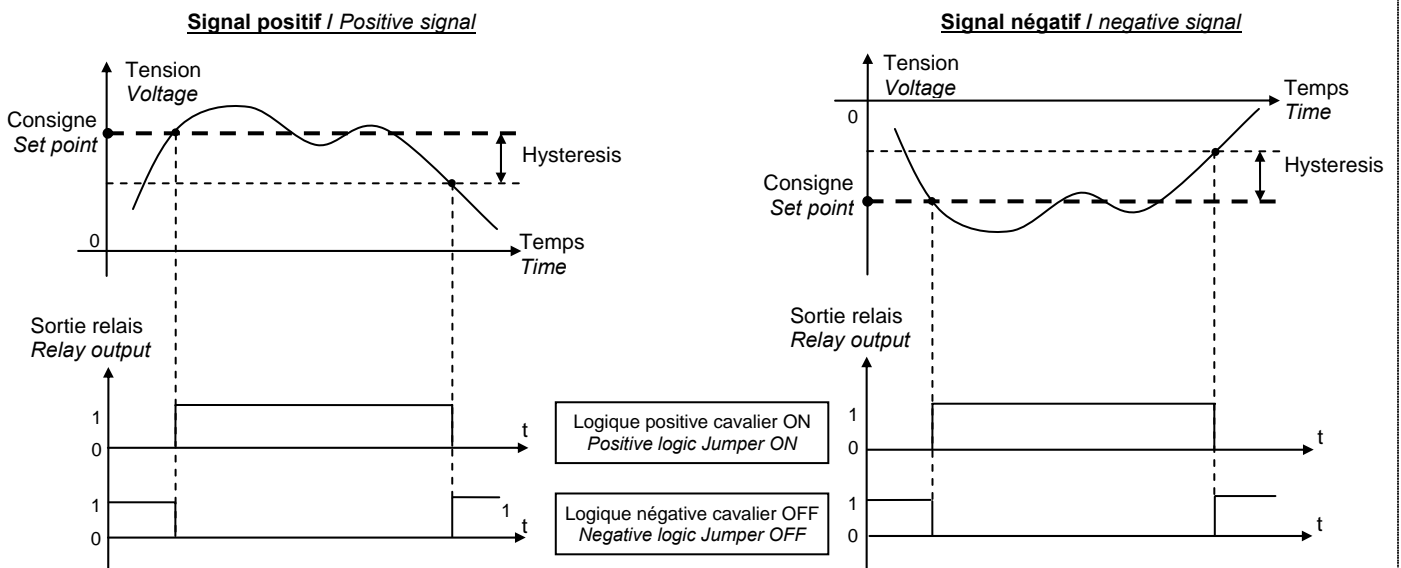 Signal positif / Positive signal
Tension
Voltage
Consigne
Set point
Hysteresis
0
Temps
Time
Sortie relais
Relay output
1
0
t
1
0
1
t
Signal négatif / negative signal
Tension
Voltage
0
Temps
Time
Consigne
Set point
Hysteresis
Sortie relais
Relay output
1
0
t
1
0
t
Logique positive cavalier ON
Positive logic Jumper ON
Logique négative cavalier OFF
Negative logic Jumper OFF